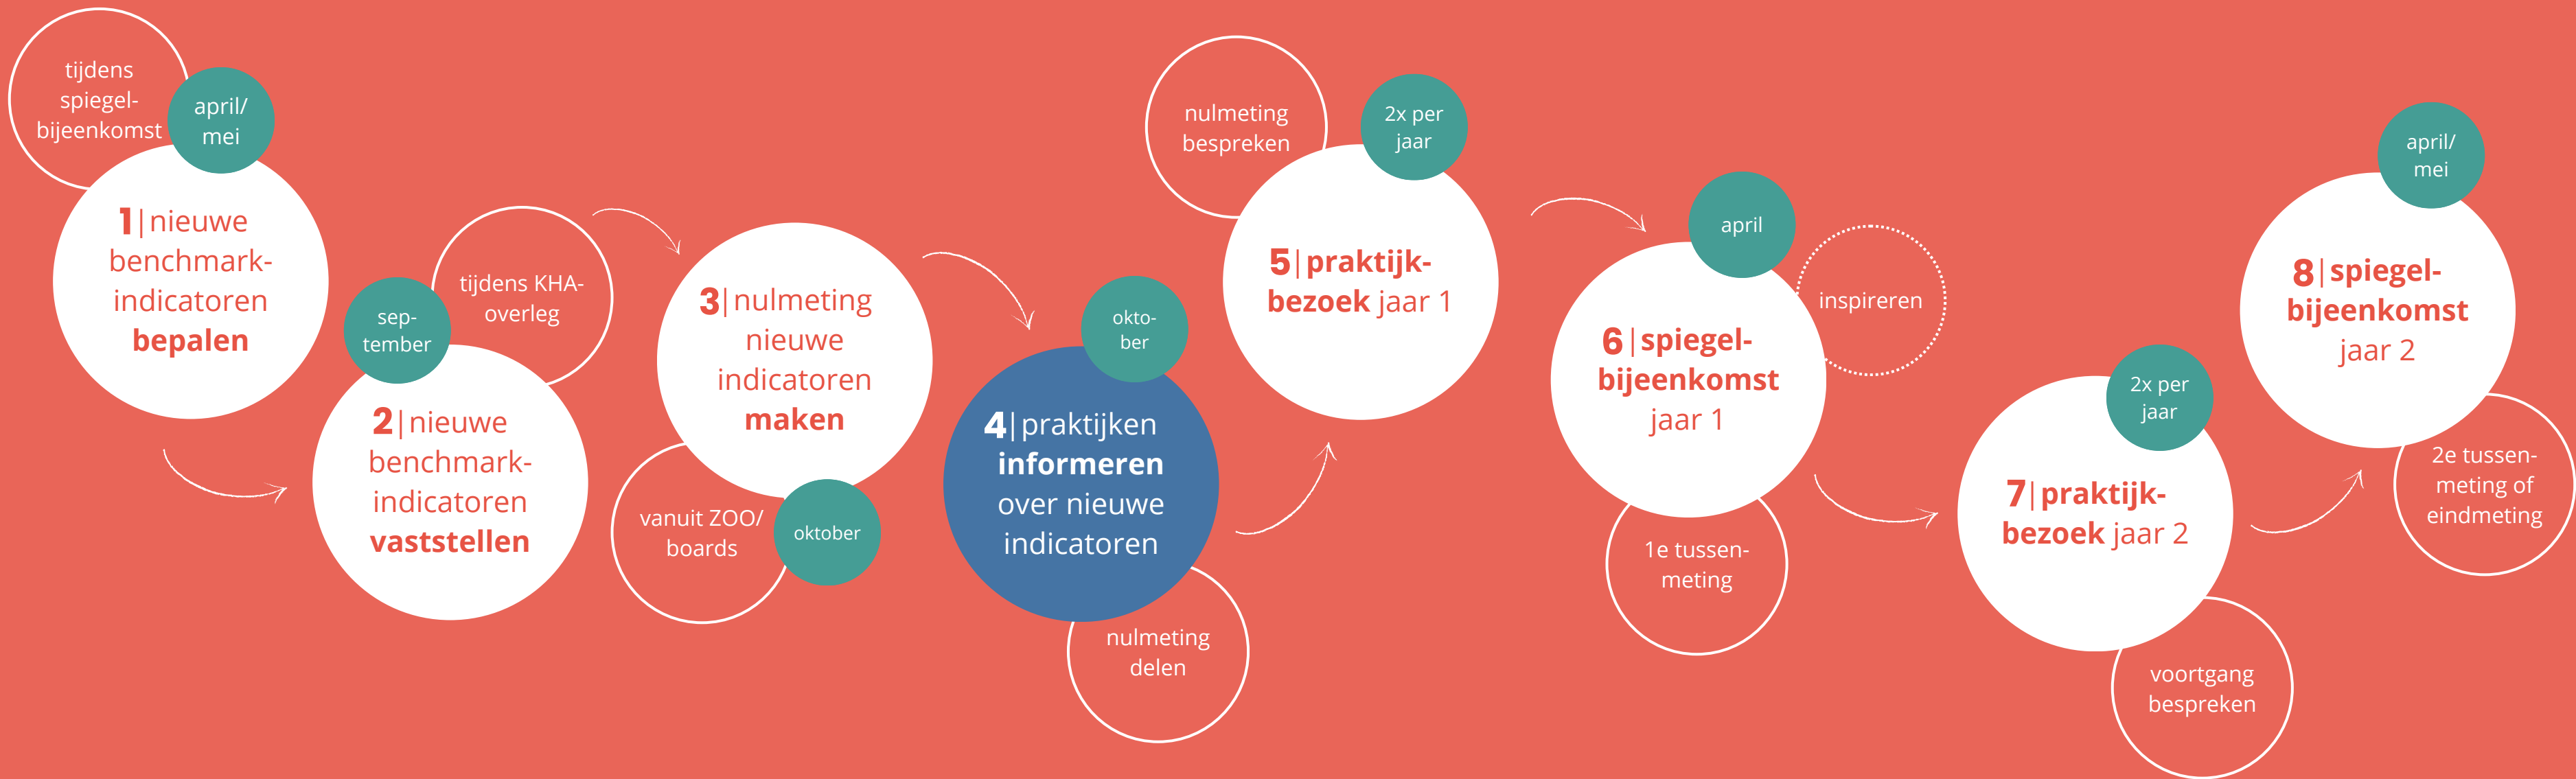 tijdens
spiegel-
bijeenkomst
april/
mei
1|nieuwe
benchmark-
indicatoren
bepalen
sep-
tember
tijdens KHA-
overleg
2|nieuwe
benchmark-
indicatoren
vaststellen
3|nulmeting
nieuwe
indicatoren
maken
vanuit ZOO/
boards
oktober
okto-
ber
4|praktijken
informeren
over nieuwe
indicatoren
nulmeting
delen
nulmeting
bespreken
2x per
jaar
5|praktijk-
bezoek jaar 1
april
6|spiegel-
bijeenkomst
jaar 1
inspireren
1e tussen-
meting
2x per
jaar
7|praktijk-
bezoek jaar 2
voortgang
bespreken
april/
mei
8|spiegel-
bijeenkomst
jaar 2
2e tussen-
meting of
eindmeting